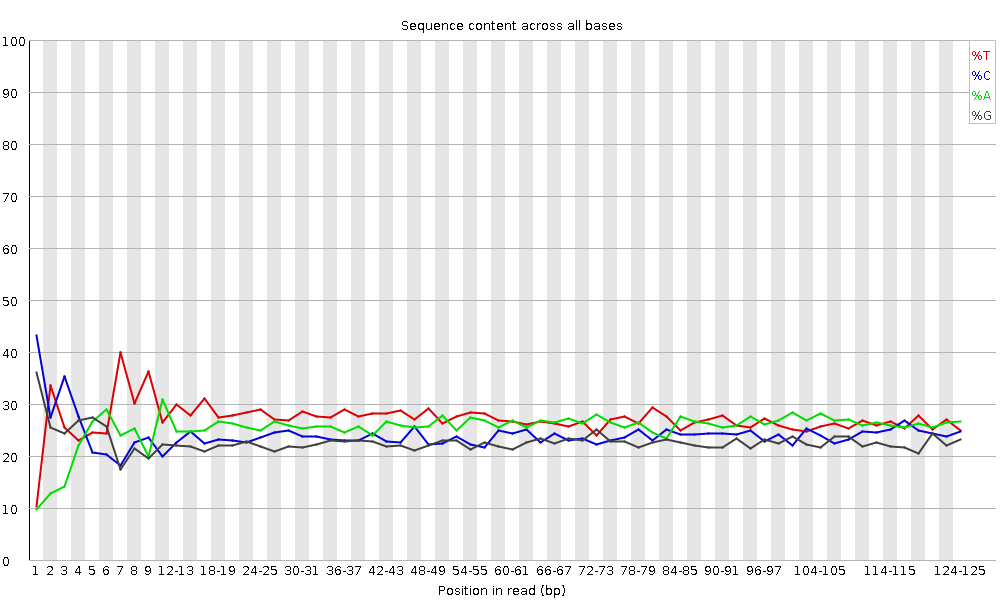 Sequence content across all bases
100
90
80
70
60
50
40
30
20
10
0
%T
%C
%A
%G
1 2 3 4 5 6 7 8 9 12-13 18-19 24-25 30-31 36-37 42-43 48-49 54-55 60-61 66-67 72-73 78-79 84-85 90-91 96-97 104-105 114-115 124-125
Position in read (bp)